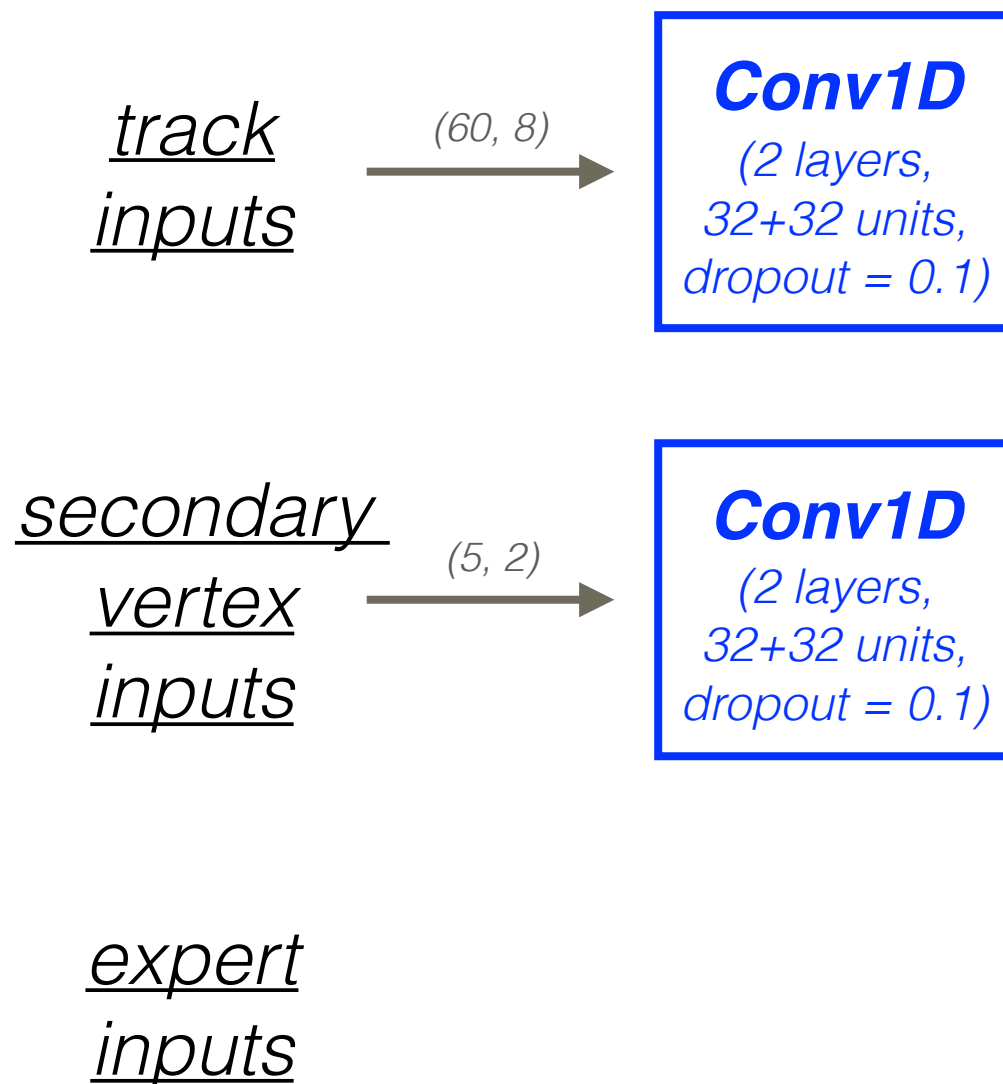 track
inputs
(60, 8)
Conv1D
(2 layers,
32+32 units,
dropout = 0.1)
secondary
vertex
inputs
(5, 2)
Conv1D
(2 layers,
32+32 units,
dropout = 0.1)
expert
inputs